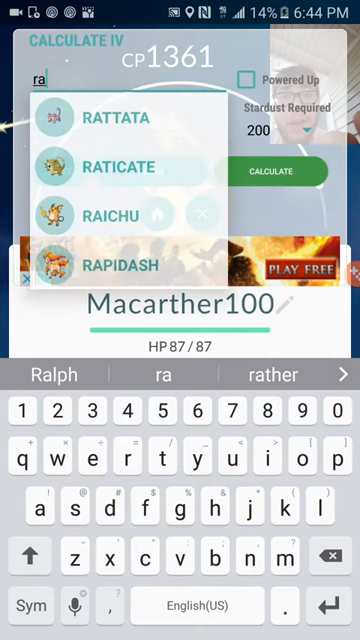 14% 6:44 PM
CALCULATE IV
CP1361
ra
Powered Up
Stardust Required
200
RATTATA
RATICATE
RAICHU
RAPIDASH
CALCULATE
PLAY FREE
Macarther100
HP 87 / 87
Ralph ra rather
1 2 3 4 5 6 7 8 9 0
+ × ÷ = / _ < > [ ]
q w e r t y u i o p
! @ # $ % ^ & * ( )
a s d f g h j k l
- ' " : ; , ?
z x c v b n m
Sym , English(US) .